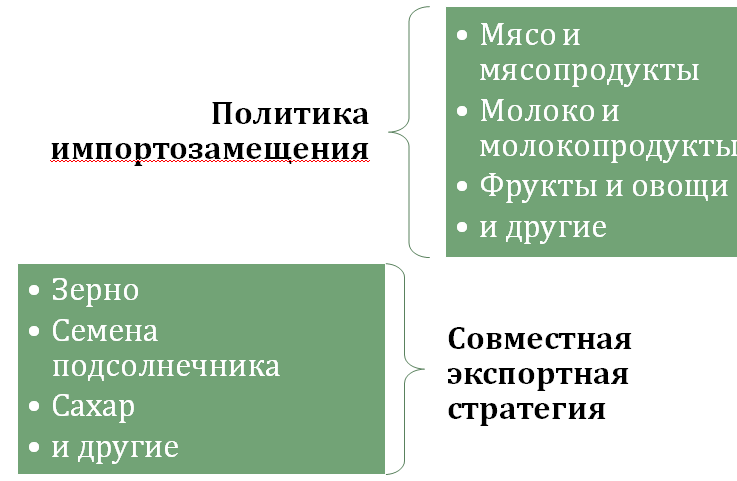 Политика
импортозамещения
• Мясо и
мясопродукты
• Молоко и
молокопродукты
• Фрукты и овощи
• и другие
• Зерно
• Семена
подсолнечника
• Сахар
• и другие
Совместная
экспортная
стратегия